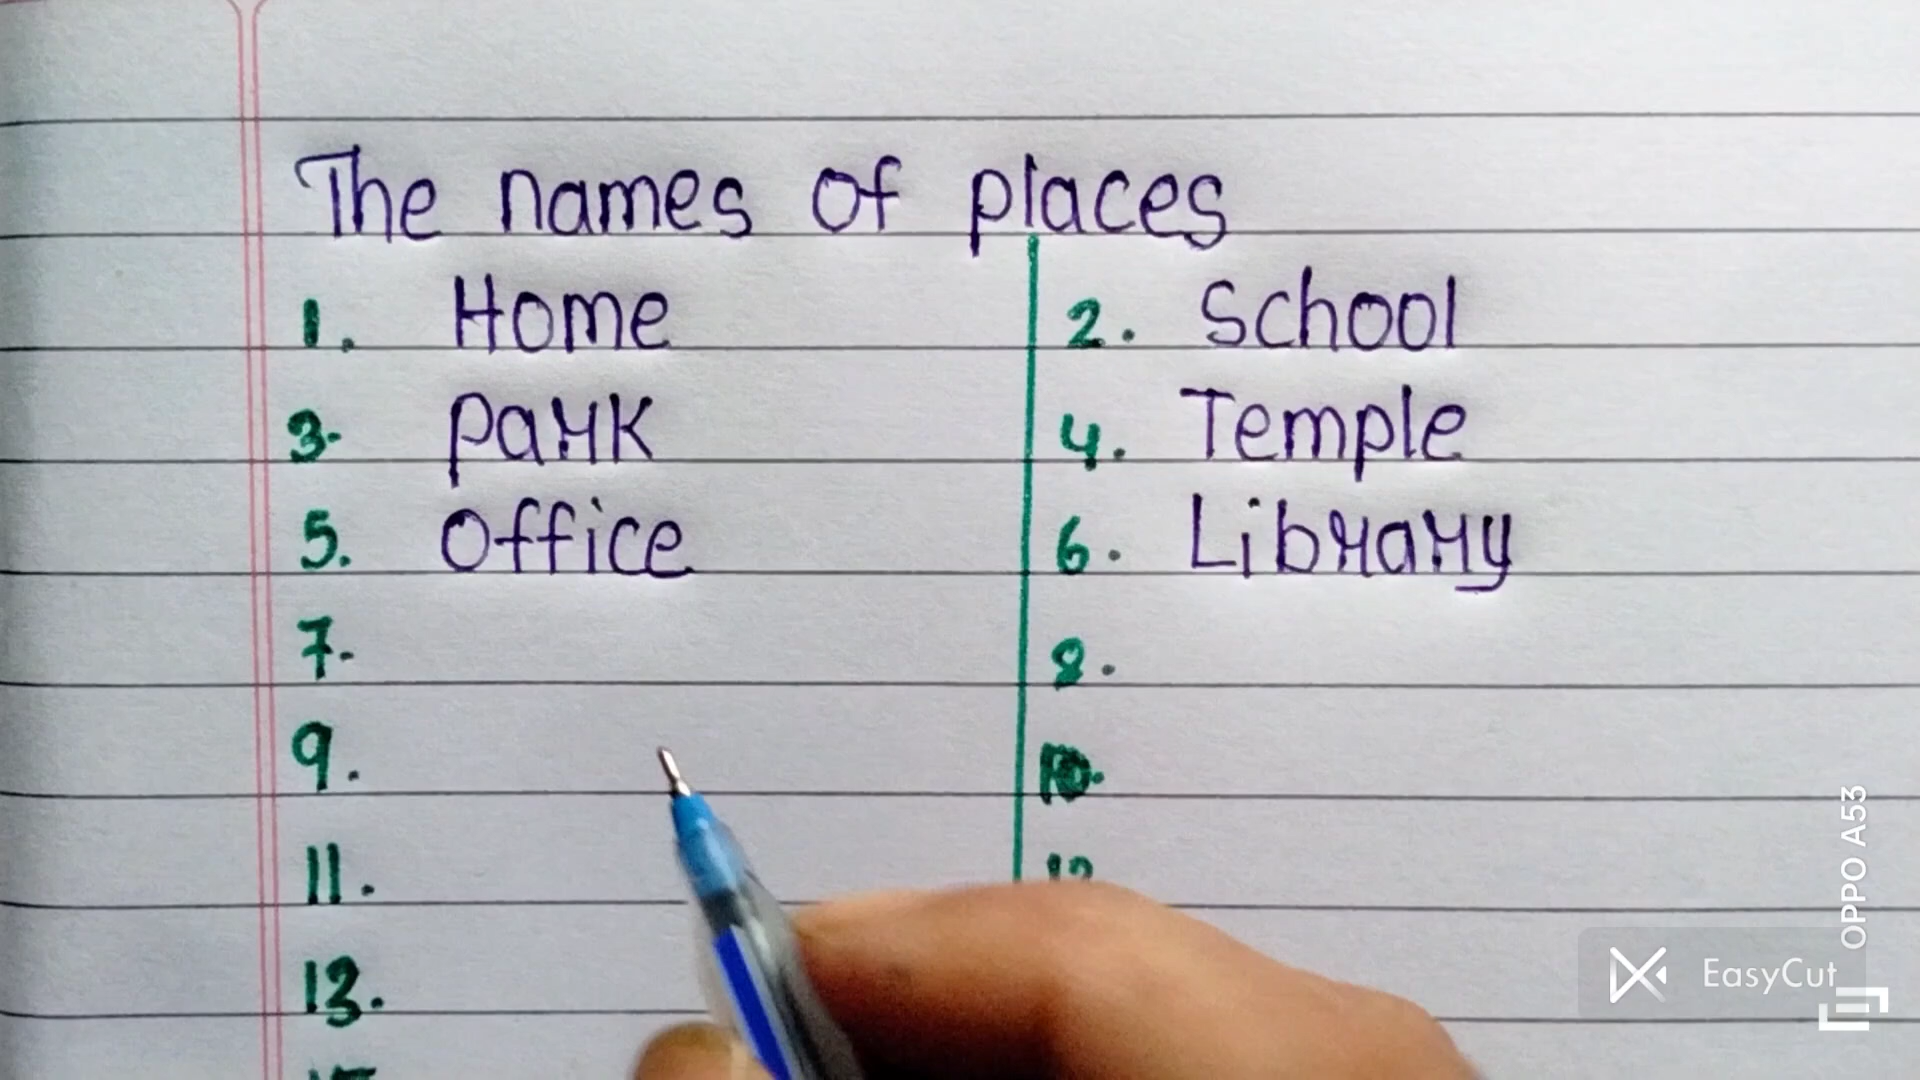 The names of places
1. Home 2. School
3. Park 4. Temple
5. Office 6. Library
7. 8.
9. 10.
11. 12
13.
OPPO A53
EasyCut